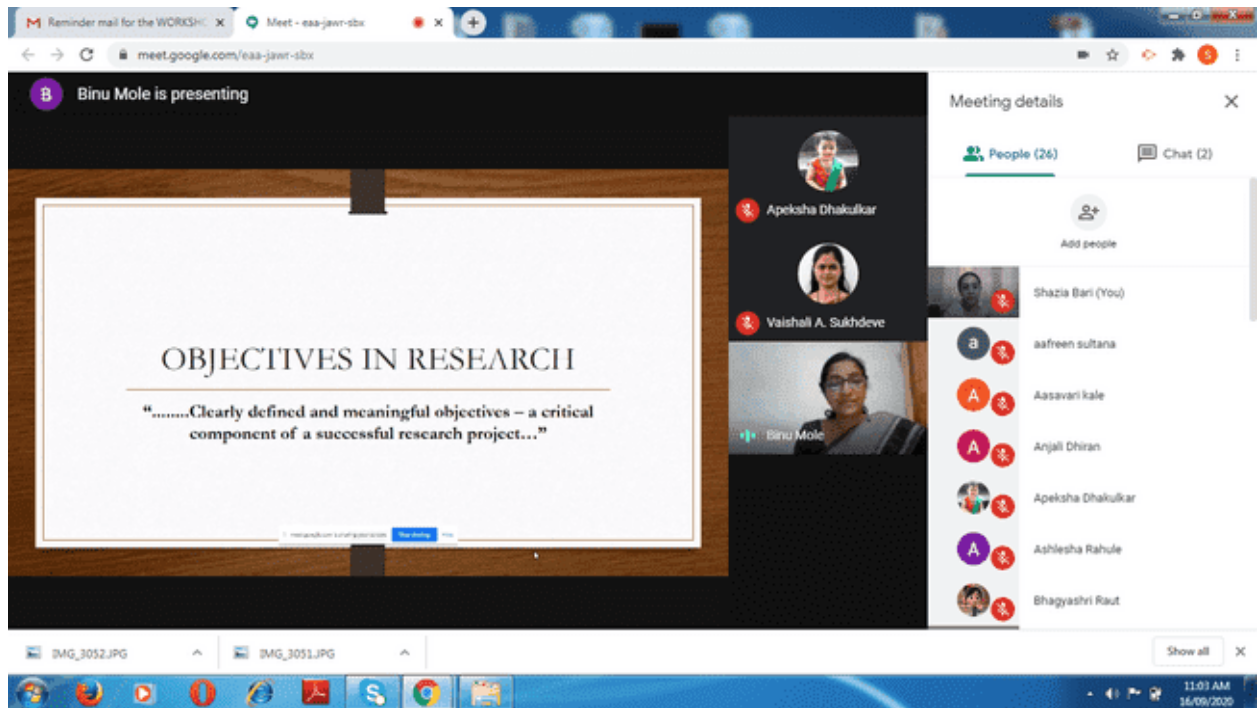 Reminder mail for the WORKSHO
Meet - eaa-jawr-sbx
meet.google.com/eaa-jawr-sbx
S
B
Binu Mole is presenting
OBJECTIVES IN RESEARCH
“........Clearly defined and meaningful objectives – a critical
component of a successful research project…”
Stop sharing
Hide
Apeksha Dhakulkar
Vaishali A. Sukhdeve
Binu Mole
Meeting details
People (26)
Chat (2)
Add people
Shazia Bari (You)
a
aafreen sultana
A
Aasavari kale
A
Anjali Dhiran
Apeksha Dhakulkar
A
Ashlesha Rahule
Bhagyashri Raut
IMG_3052.JPG
IMG_3051.JPG
Show all
11:03 AM
16/09/2020